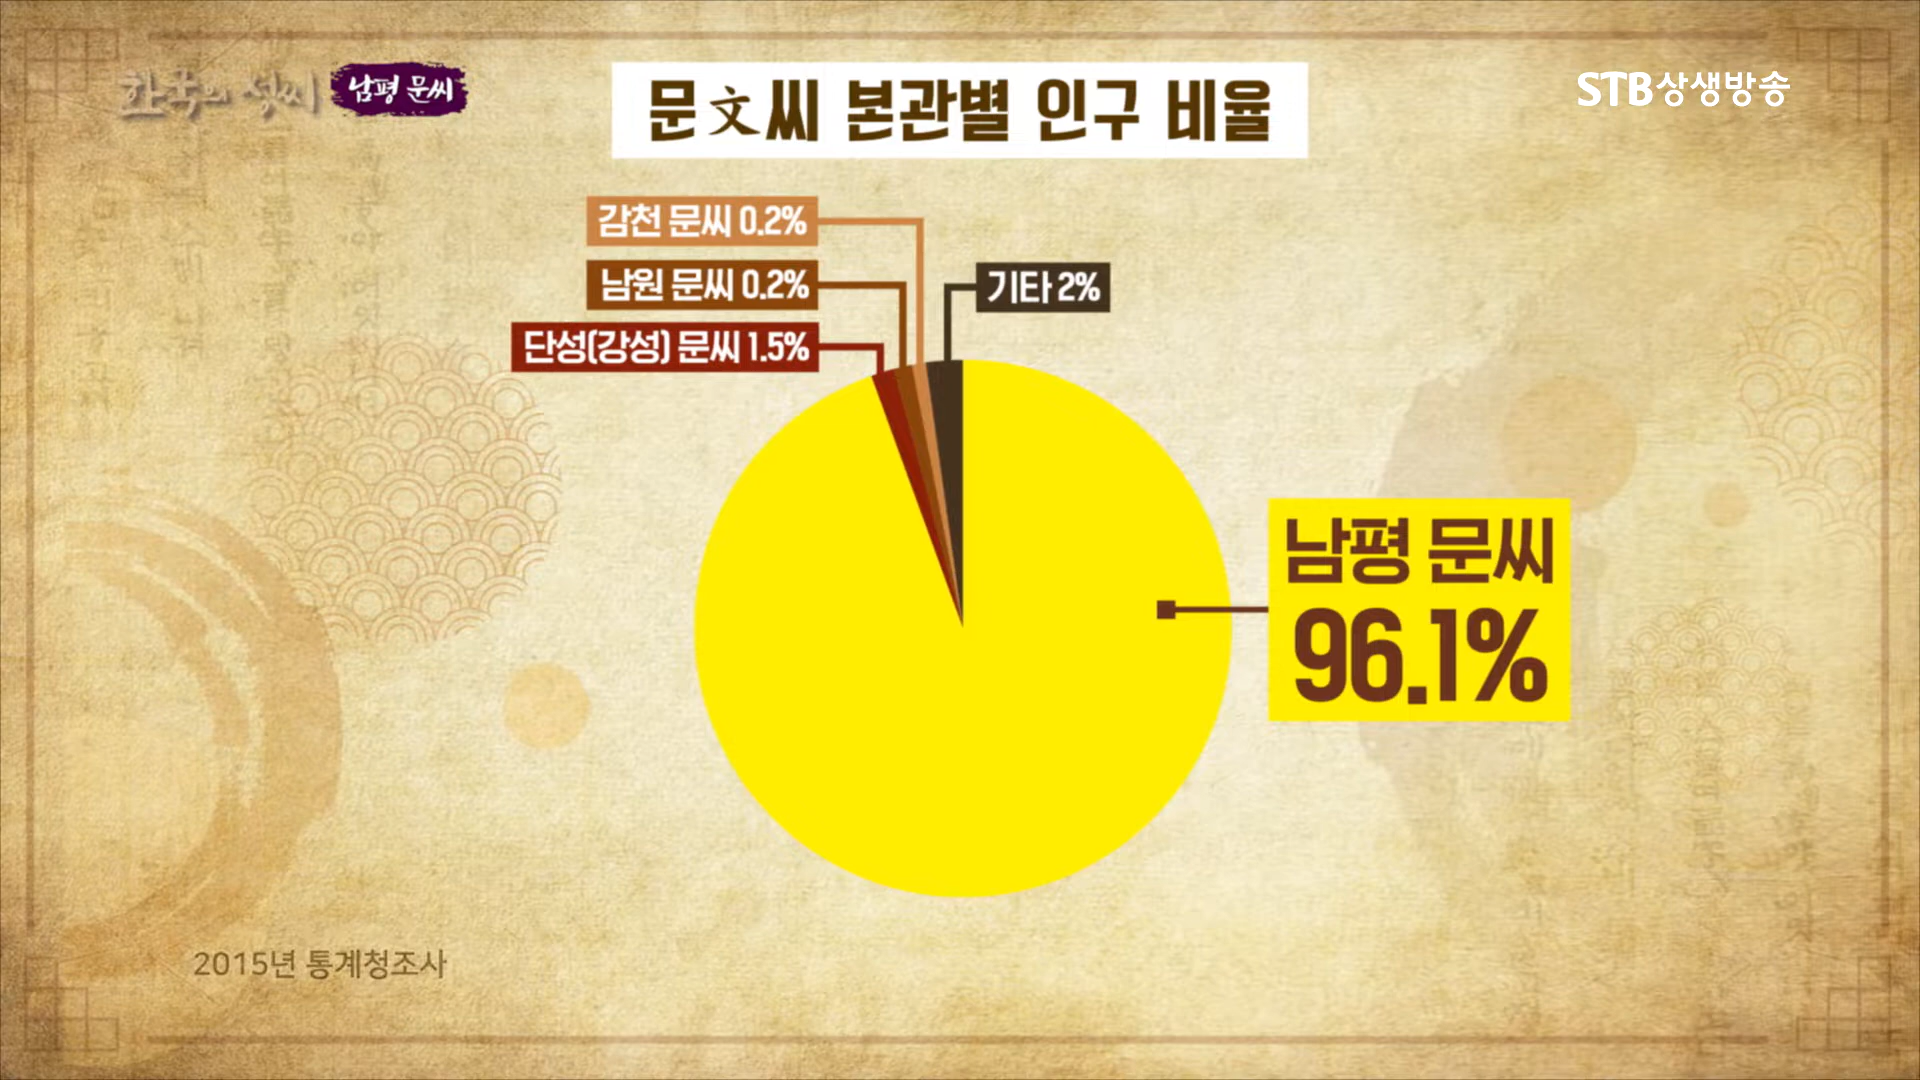 한국의 성씨 남평 문씨
문文씨 본관별 인구 비율
STB상생방송
감천 문씨 0.2%
남원 문씨 0.2%
단성(강성) 문씨 1.5%
기타 2%
남평 문씨
96.1%
2015년 통계청조사